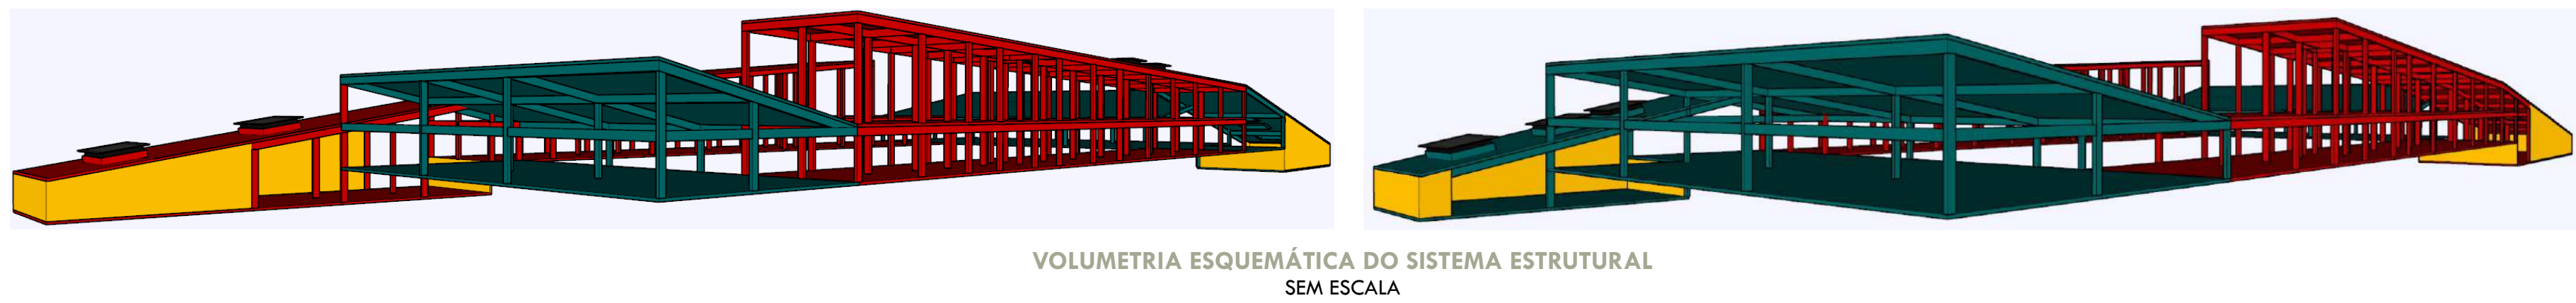 VOLUMETRIA ESQUEMÁTICA DO SISTEMA ESTRUTURAL
SEM ESCALA